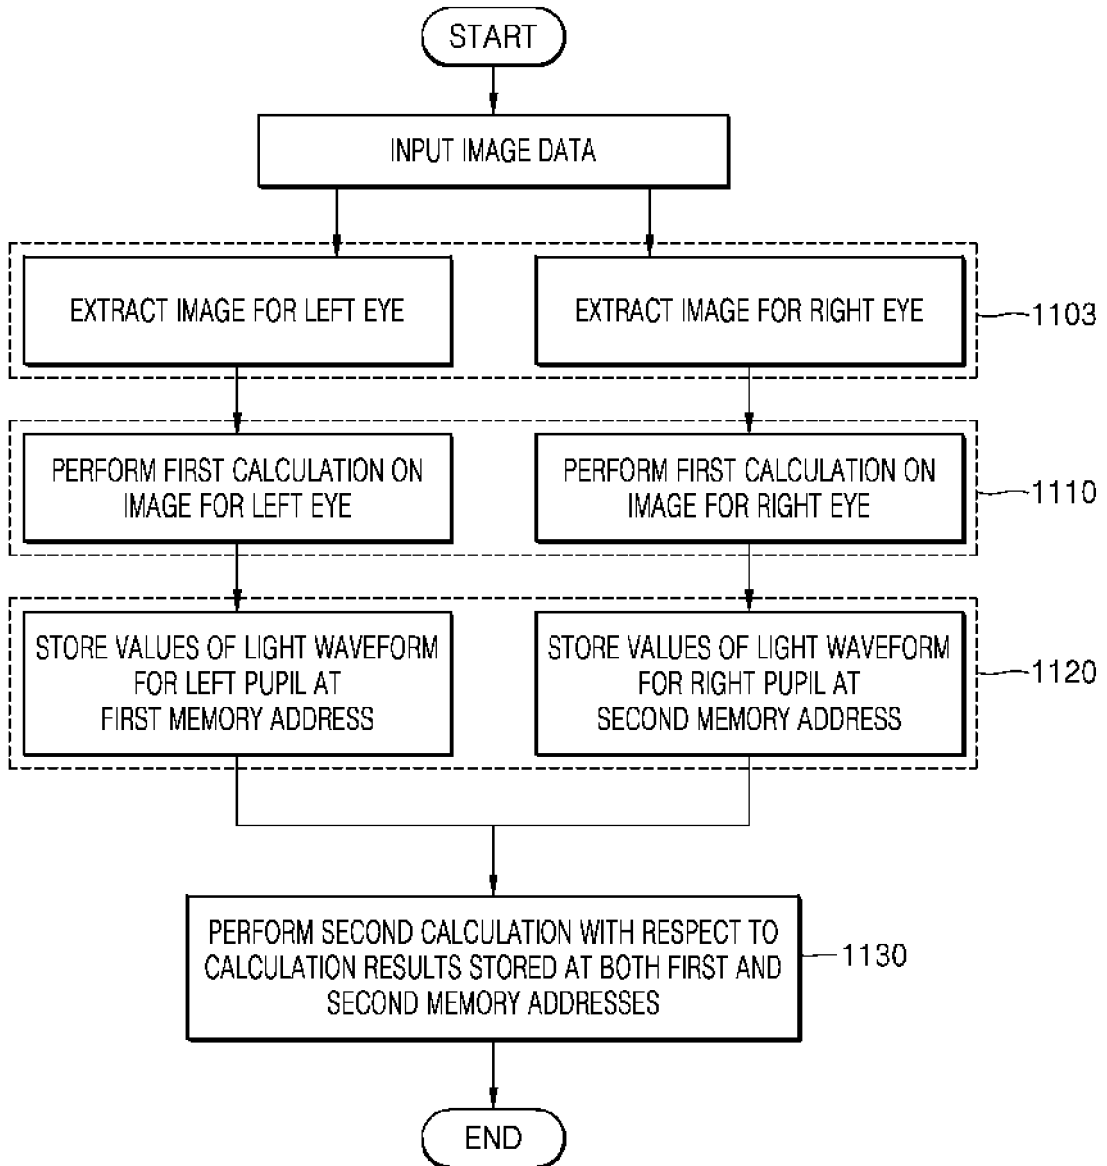 START
INPUT IMAGE DATA
EXTRACT IMAGE FOR LEFT EYE
EXTRACT IMAGE FOR RIGHT EYE
1103
PERFORM FIRST CALCULATION ON
IMAGE FOR LEFT EYE
PERFORM FIRST CALCULATION ON
IMAGE FOR RIGHT EYE
1110
STORE VALUES OF LIGHT WAVEFORM
FOR LEFT PUPIL AT
FIRST MEMORY ADDRESS
STORE VALUES OF LIGHT WAVEFORM
FOR RIGHT PUPIL AT
SECOND MEMORY ADDRESS
1120
PERFORM SECOND CALCULATION WITH RESPECT TO
CALCULATION RESULTS STORED AT BOTH FIRST AND
SECOND MEMORY ADDRESSES
1130
END